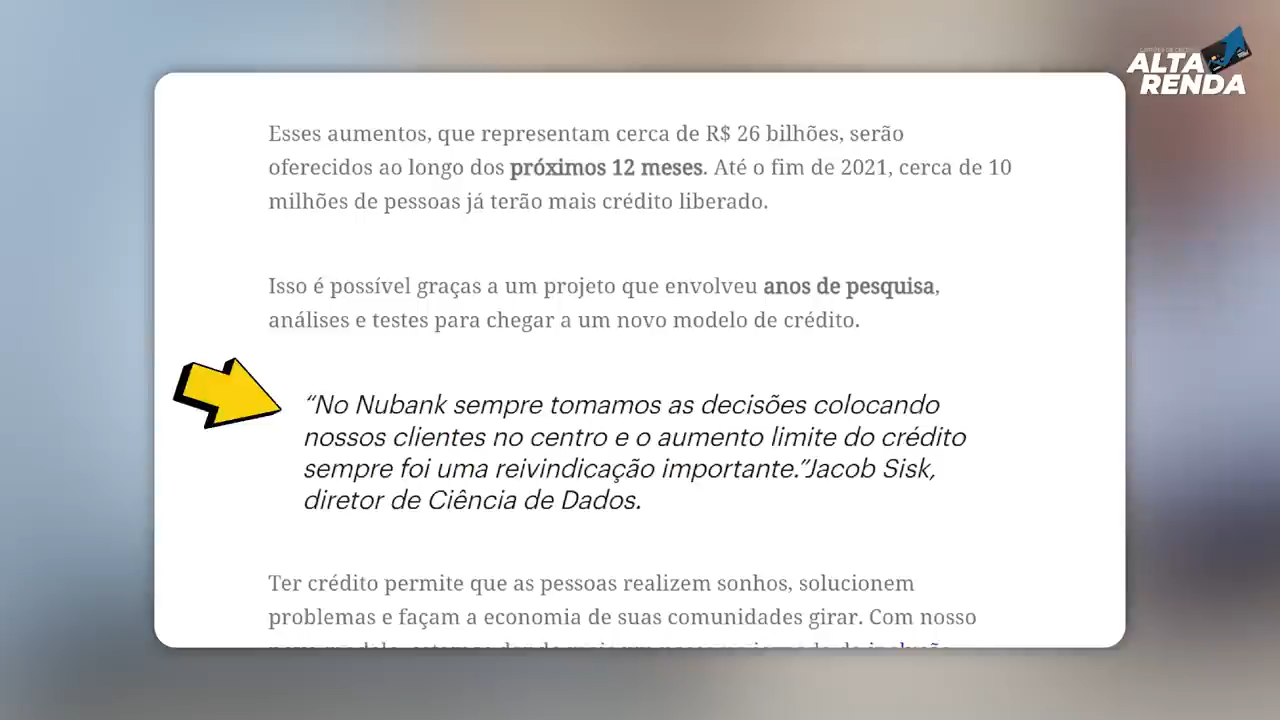 ALTA
RENDA
Esses aumentos, que representam cerca de R$ 26 bilhões, serão
oferecidos ao longo dos próximos 12 meses. Até o fim de 2021, cerca de 10
milhões de pessoas já terão mais crédito liberado.
Isso é possível graças a um projeto que envolveu anos de pesquisa,
análises e testes para chegar a um novo modelo de crédito.
“No Nubank sempre tomamos as decisões colocando
nossos clientes no centro e o aumento limite do crédito
sempre foi uma reivindicação importante.”Jacob Sisk,
diretor de Ciência de Dados.
Ter crédito permite que as pessoas realizem sonhos, solucionem
problemas e façam a economia de suas comunidades girar. Com nosso